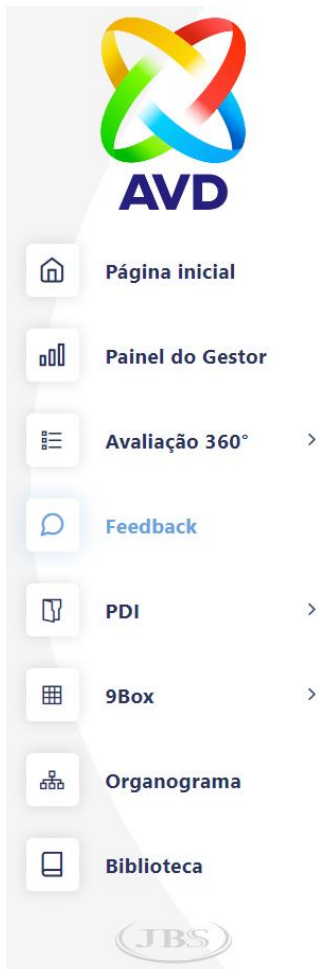 AVD
Página inicial
Painel do Gestor
Avaliação 360°
Feedback
PDI
9Box
Organograma
Biblioteca
JBS